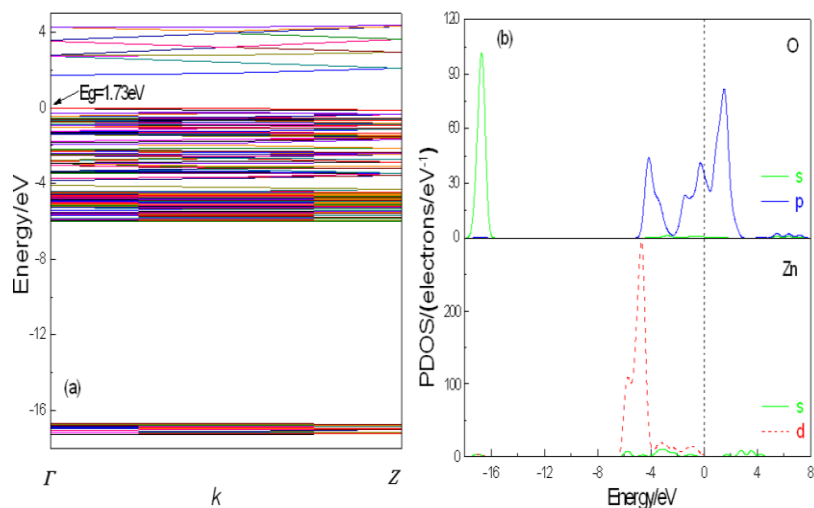 4
0
-4
-8
-12
-16
Energy/eV
Eg=1.73eV
(a)
Γ
k
Z
120
90
60
30
0
200
100
0
PDOS/(electrons/eV⁻¹)
(b)
O
s
p
Zn
s
d
-16
-12
-8
-4
0
4
8
Energy/eV